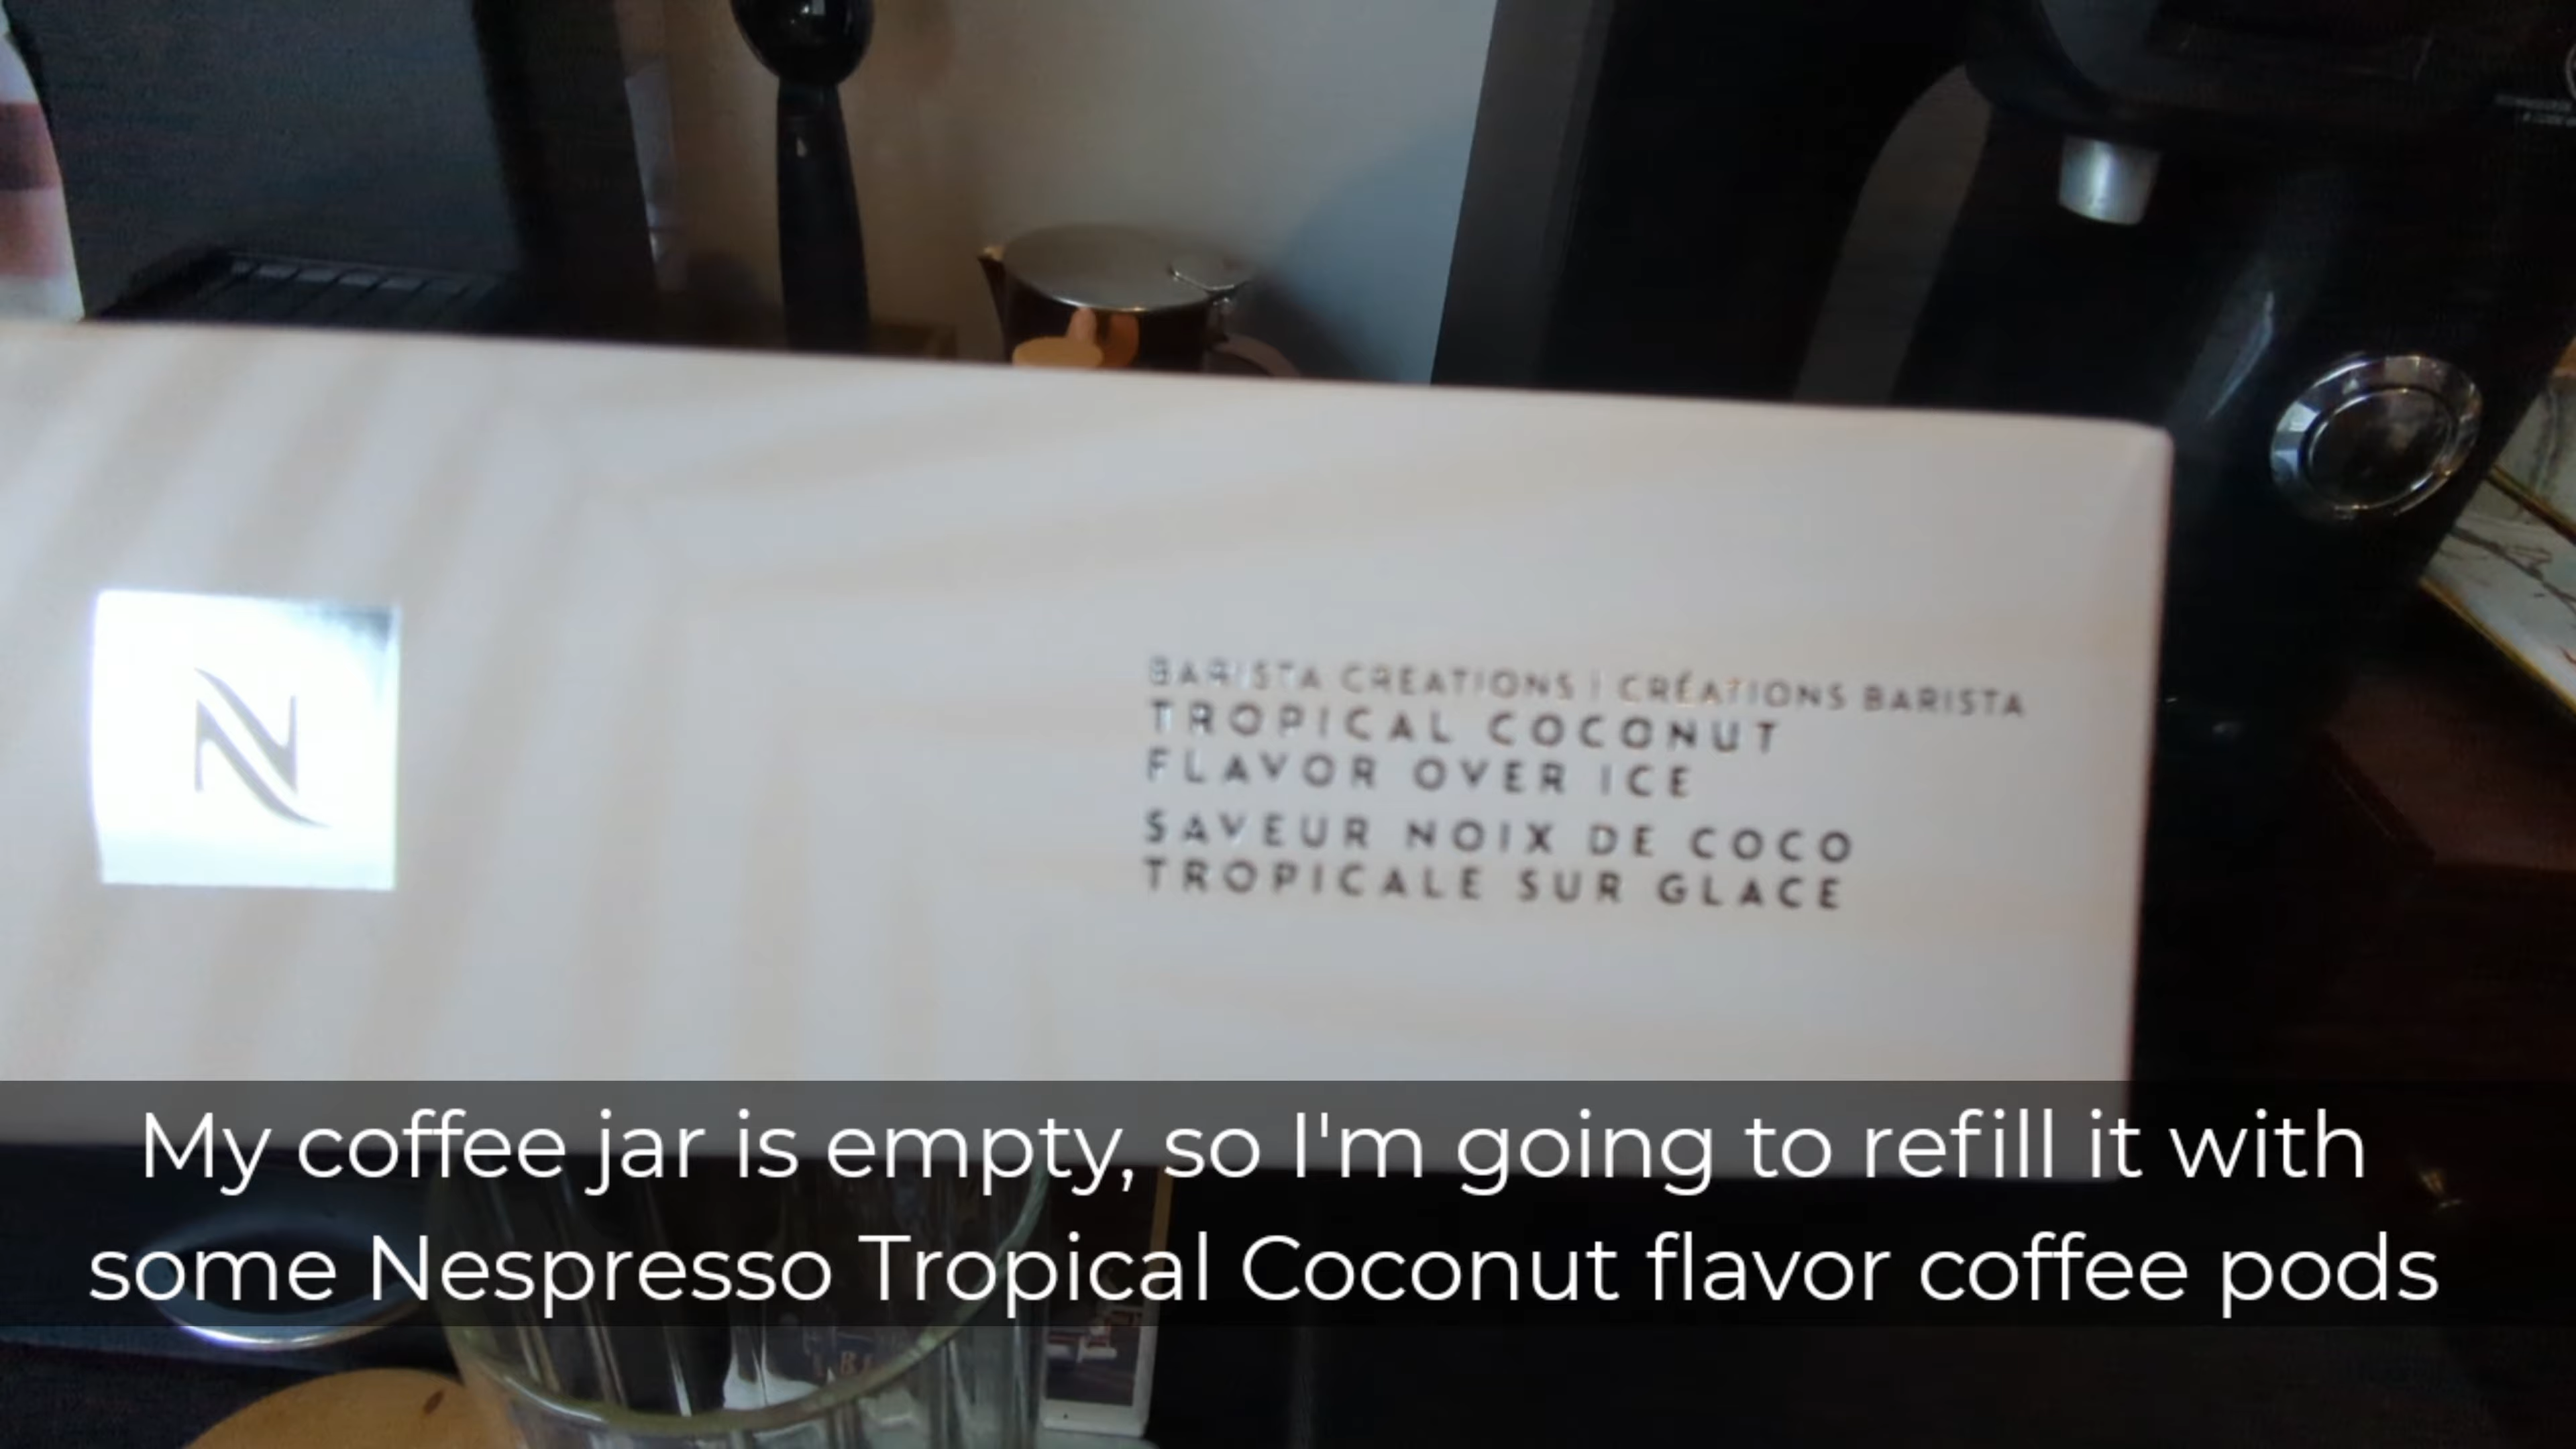 N
BARISTA CREATIONS | CRÉATIONS BARISTA
TROPICAL COCONUT
FLAVOR OVER ICE
SAVEUR NOIX DE COCO
TROPICALE SUR GLACE
My coffee jar is empty, so I'm going to refill it with
some Nespresso Tropical Coconut flavor coffee pods